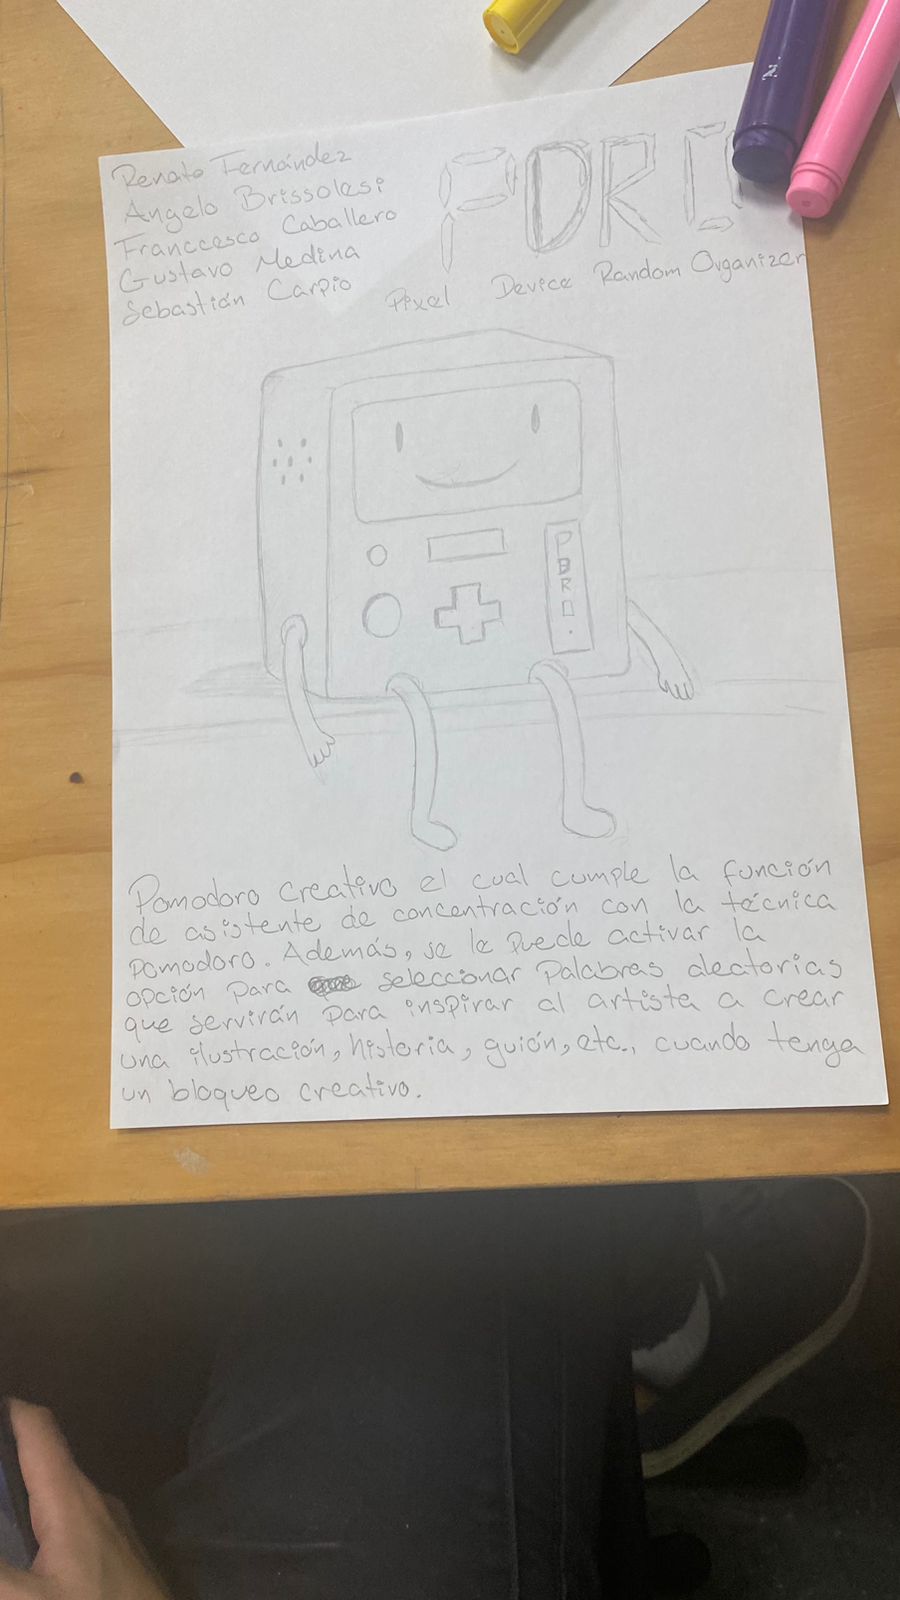 Renato Fernández
Angelo Brissolesi
Franccesco Caballero
Gustavo Medina
Sebastián Carpio
PDRO
Pixel Device Random Organizer
PDRO.
Pomodoro creativo el cual cumple la función
de asistente de concentración con la técnica
pomodoro. Además, se le puede activar la
opción para seleccionar palabras aleatorias
que servirán para inspirar al artista a crear
una ilustración, historia, guión, etc., cuando tenga
un bloqueo creativo.